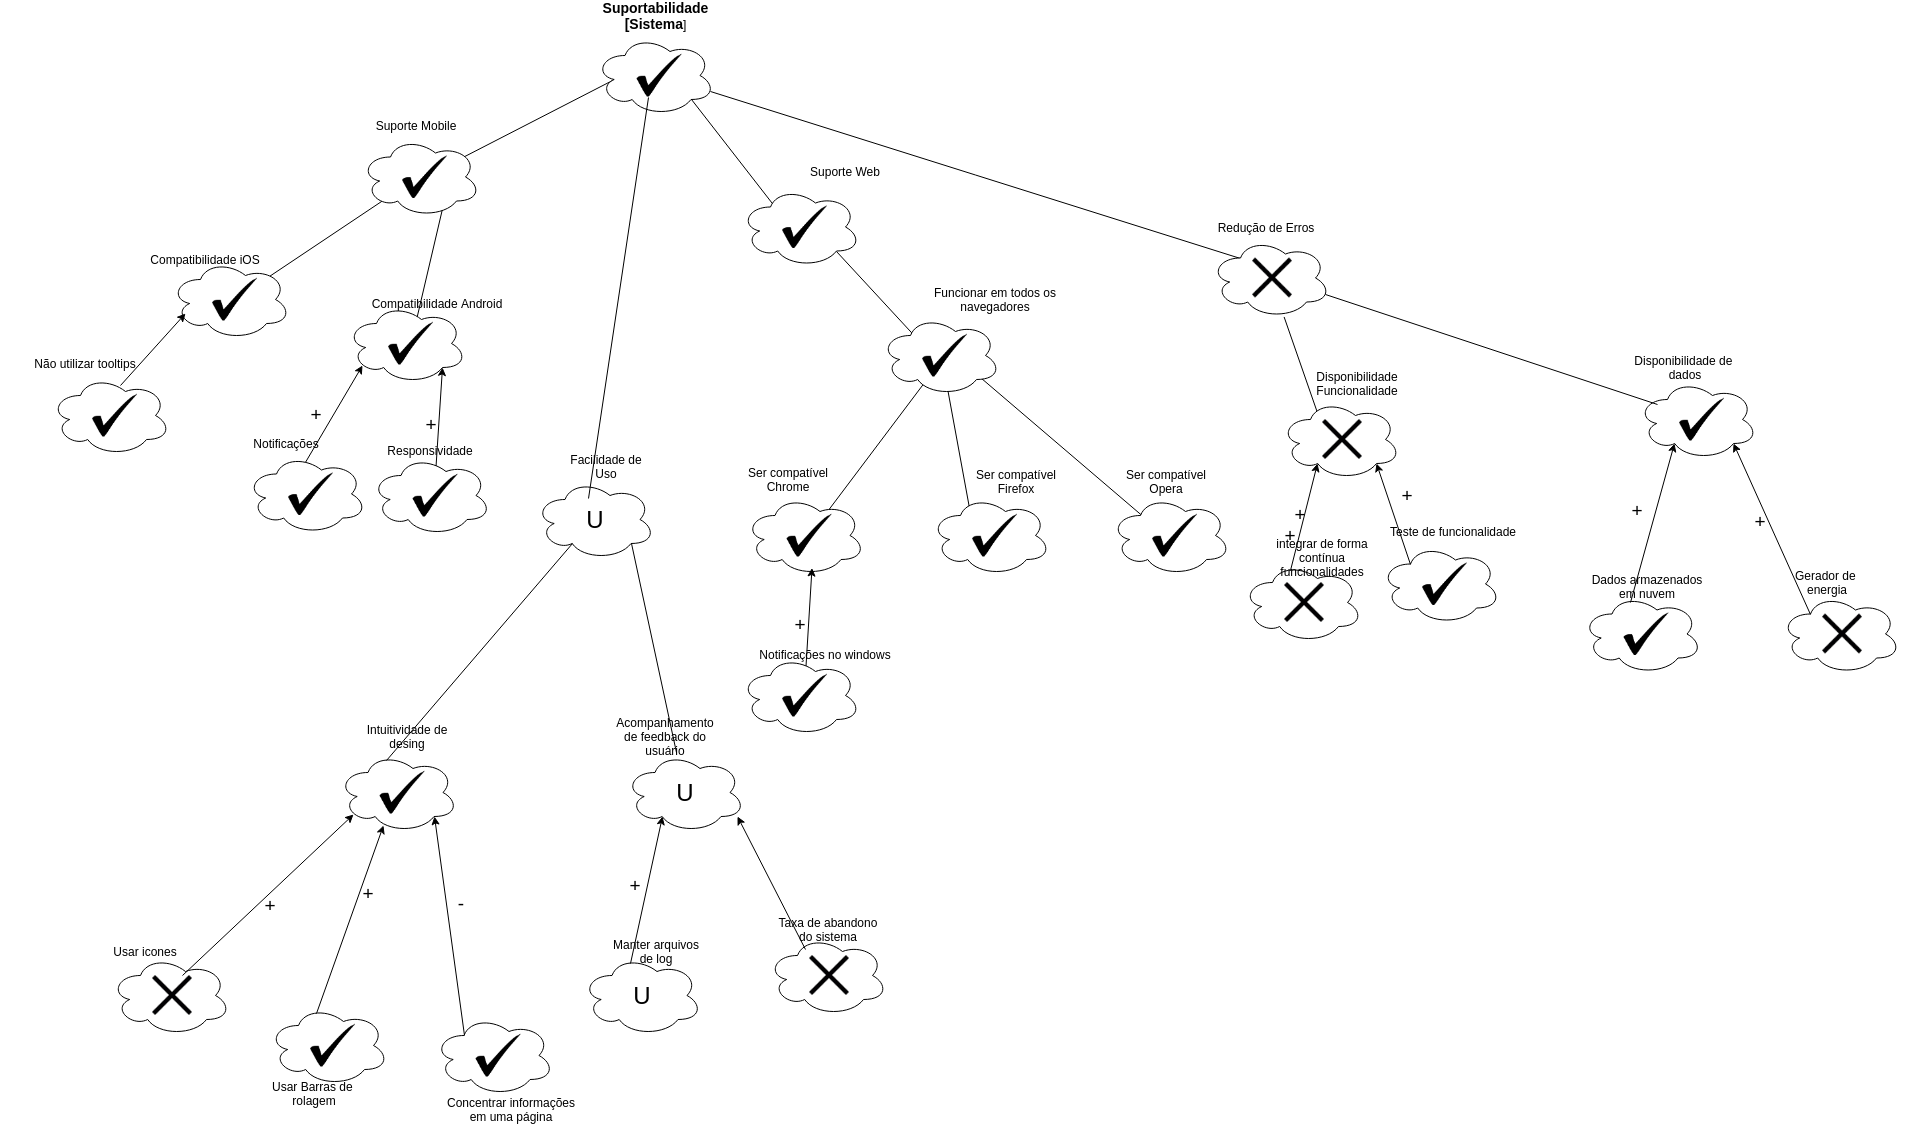 Suportabilidade
[Sistema]
Suporte Mobile
Suporte Web
Redução de Erros
Compatibilidade iOS
Compatibilidade Android
Funcionar em todos os
navegadores
Não utilizar tooltips
Disponibilidade
Funcionalidade
Disponibilidade de
dados
+
+
Notificações
Responsividade
Facilidade de
Uso
U
Ser compatível
Chrome
Ser compatível
Firefox
Ser compatível
Opera
+
+
+
integrar de forma
contínua
funcionalidades
Teste de funcionalidade
+
+
Dados armazenados
em nuvem
Gerador de
energia
+
Notificações no windows
Intuitividade de
desing
Acompanhamento
de feedback do
usuário
U
+
+
-
+
Usar icones
Manter arquivos
de log
U
Taxa de abandono
do sistema
Usar Barras de
rolagem
Concentrar informações
em uma página